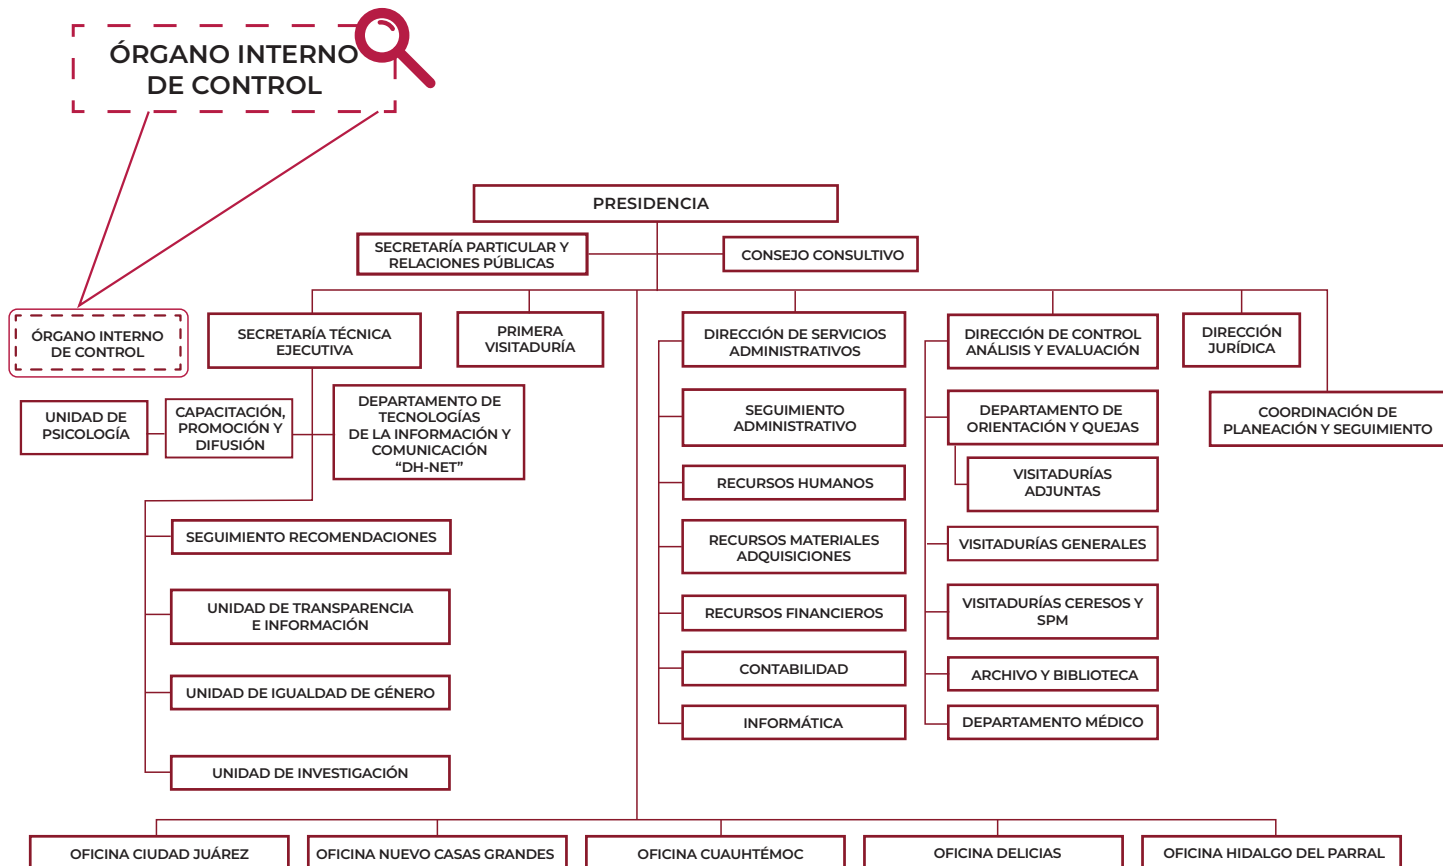 ÓRGANO INTERNO
DE CONTROL
PRESIDENCIA
SECRETARÍA PARTICULAR Y
RELACIONES PÚBLICAS
CONSEJO CONSULTIVO
ÓRGANO INTERNO
DE CONTROL
SECRETARÍA TÉCNICA
EJECUTIVA
PRIMERA
VISITADURÍA
DIRECCIÓN DE SERVICIOS
ADMINISTRATIVOS
DIRECCIÓN DE CONTROL
ANÁLISIS Y EVALUACIÓN
DIRECCIÓN
JURÍDICA
UNIDAD DE
PSICOLOGÍA
CAPACITACIÓN,
PROMOCIÓN Y
DIFUSIÓN
DEPARTAMENTO DE
TECNOLOGÍAS
DE LA INFORMACIÓN Y
COMUNICACIÓN
“DH-NET”
SEGUIMIENTO
ADMINISTRATIVO
DEPARTAMENTO DE
ORIENTACIÓN Y QUEJAS
COORDINACIÓN DE
PLANEACIÓN Y SEGUIMIENTO
VISITADURÍAS
ADJUNTAS
RECURSOS HUMANOS
SEGUIMIENTO RECOMENDACIONES
RECURSOS MATERIALES
ADQUISICIONES
VISITADURÍAS GENERALES
UNIDAD DE TRANSPARENCIA
E INFORMACIÓN
RECURSOS FINANCIEROS
VISITADURÍAS CERESOS Y
SPM
CONTABILIDAD
ARCHIVO Y BIBLIOTECA
UNIDAD DE IGUALDAD DE GÉNERO
INFORMÁTICA
DEPARTAMENTO MÉDICO
UNIDAD DE INVESTIGACIÓN
OFICINA CIUDAD JUÁREZ
OFICINA NUEVO CASAS GRANDES
OFICINA CUAUHTÉMOC
OFICINA DELICIAS
OFICINA HIDALGO DEL PARRAL